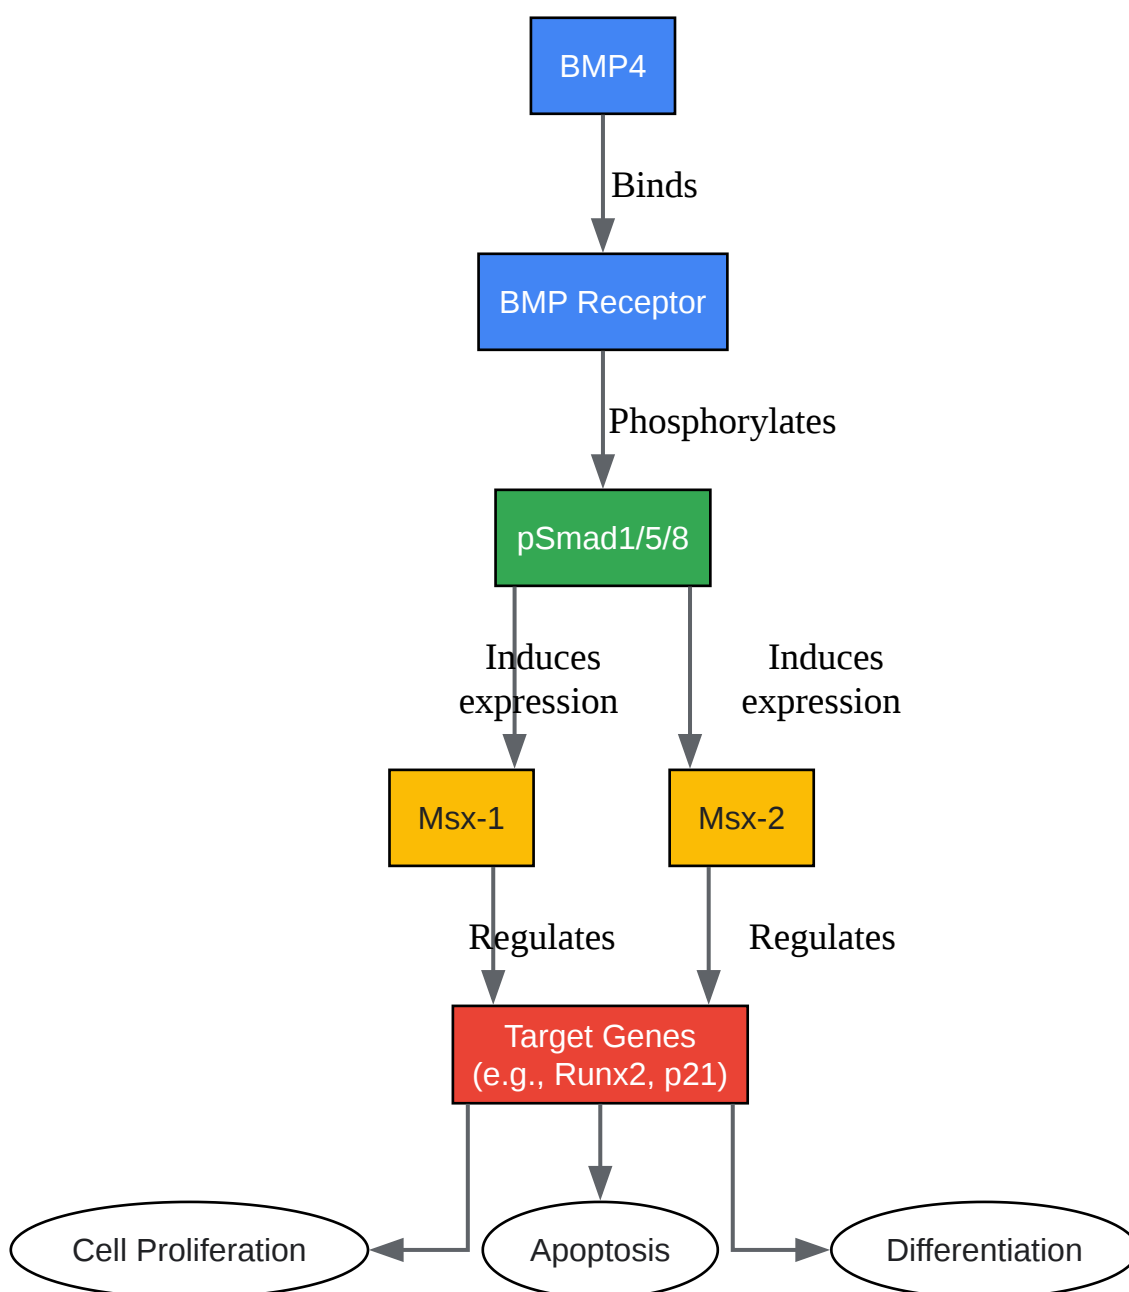 BMP4
Binds
BMP Receptor
Phosphorylates
pSmad1/5/8
Induces
expression
Induces
expression
Msx-1
Msx-2
Regulates
Regulates
Target Genes
(e.g., Runx2, p21)
Cell Proliferation
Apoptosis
Differentiation